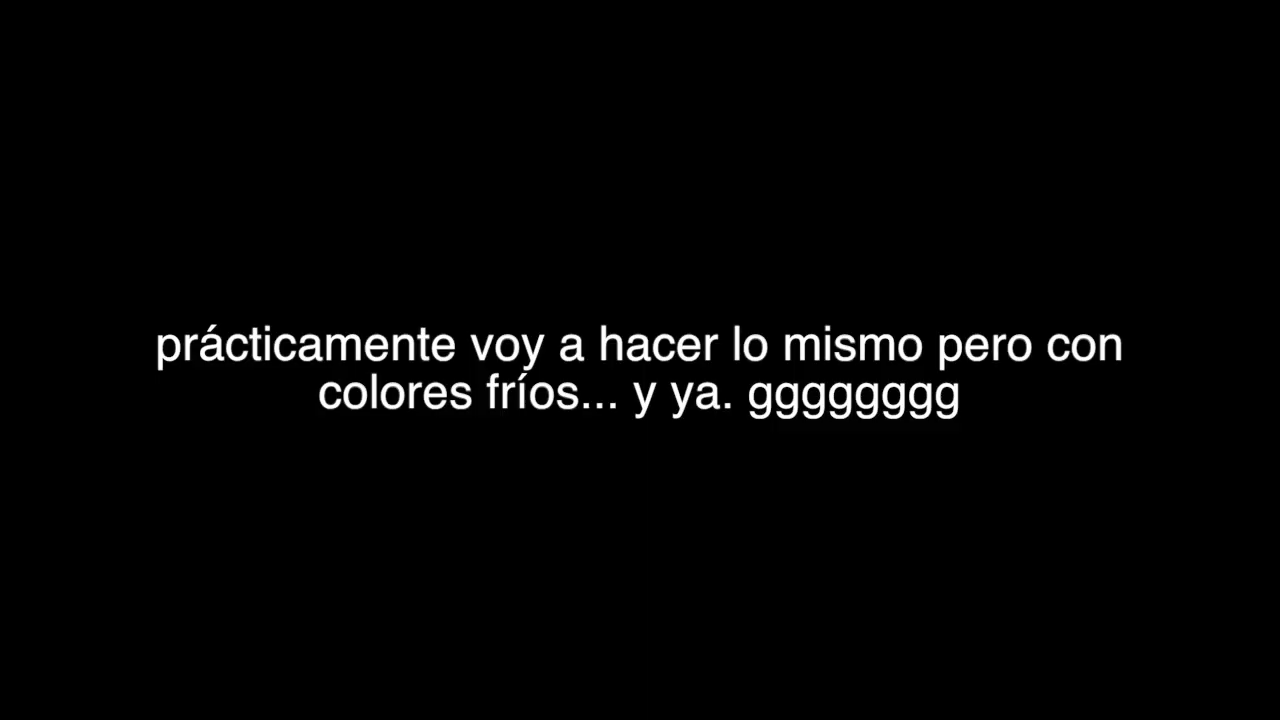 prácticamente voy a hacer lo mismo pero con
colores fríos... y ya. gggggggg